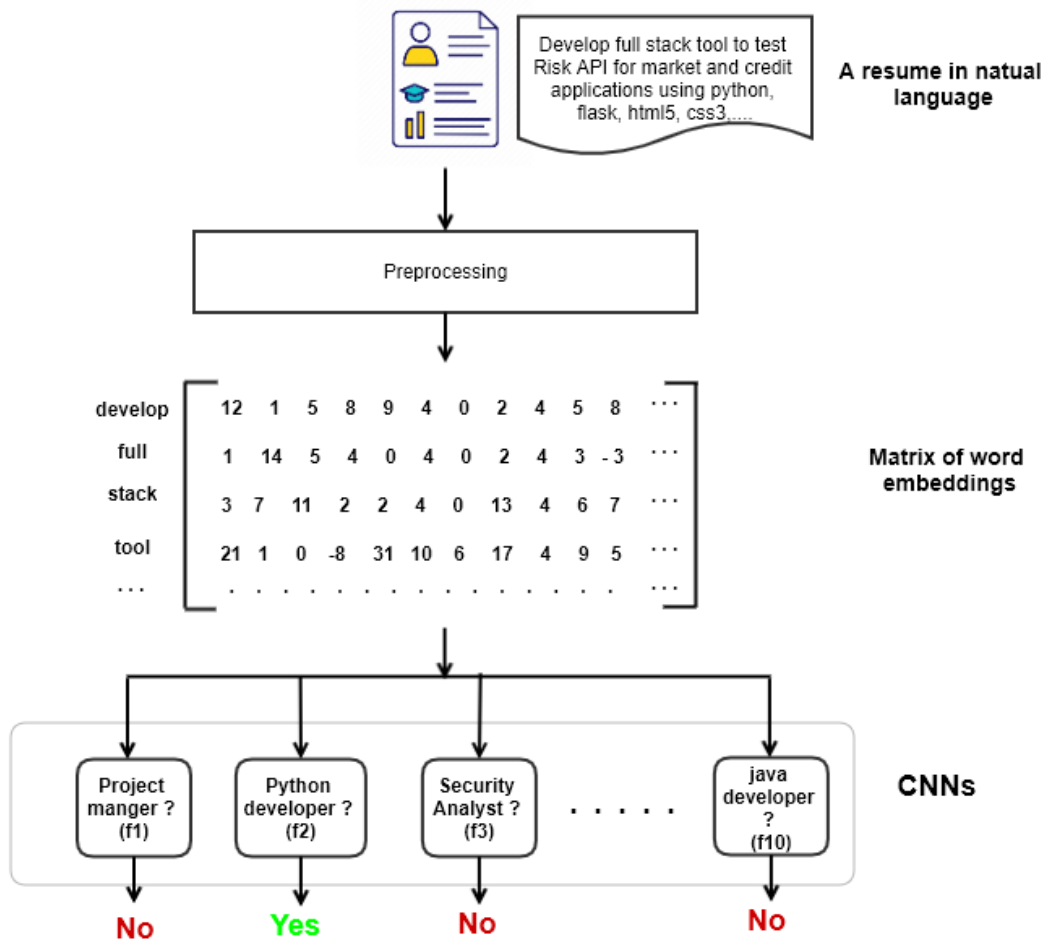 Develop full stack tool to test
Risk API for market and credit
applications using python,
flask, html5, css3,....
A resume in natual
language
Preprocessing
develop 12 1 5 8 9 4 0 2 4 5 8 ...
full 1 14 5 4 0 4 0 2 4 3 - 3 ...
stack 3 7 11 2 2 4 0 13 4 6 7 ...
tool 21 1 0 -8 31 10 6 17 4 9 5 ...
... . . . . . . . . . . . . . . . ...
Matrix of word
embeddings
Project
manger ?
(f1)
Python
developer ?
(f2)
Security
Analyst ?
(f3)
. . . . .
java
developer
?
(f10)
CNNs
No
Yes
No
No